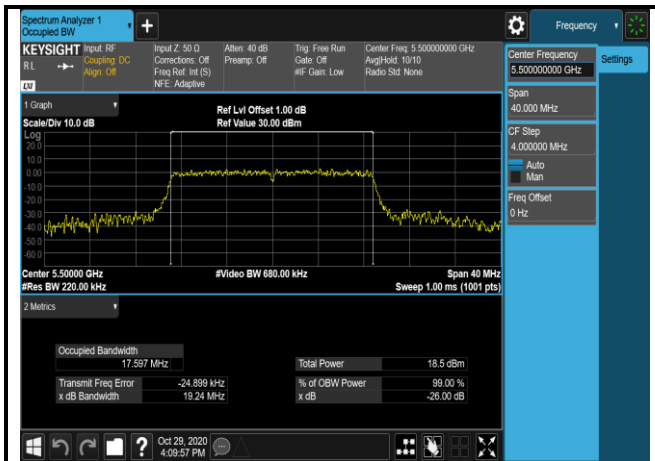 Spectrum Analyzer 1
Occupied BW
Frequency
KEYSIGHT
R L
LXI
Input: RF
Coupling: DC
Align: Off
Input Z: 50 Ω
Corrections: Off
Freq Ref: Int (S)
NFE: Adaptive
Atten: 40 dB
Preamp: Off
Trig: Free Run
Gate: Off
#IF Gain: Low
Center Freq: 5.500000000 GHz
Avg|Hold: 10/10
Radio Std: None
Center Frequency
5.500000000 GHz
Settings
Span
40.000 MHz
CF Step
4.000000 MHz
Auto
Man
Freq Offset
0 Hz
1 Graph
Scale/Div 10.0 dB
Ref Lvl Offset 1.00 dB
Ref Value 30.00 dBm
Log
20.0
10.0
0.00
-10.0
-20.0
-30.0
-40.0
-50.0
-60.0
Center 5.50000 GHz
#Res BW 220.00 kHz
#Video BW 680.00 kHz
Span 40 MHz
Sweep 1.00 ms (1001 pts)
2 Metrics
Occupied Bandwidth
17.597 MHz
Total Power 18.5 dBm
Transmit Freq Error -24.899 kHz
% of OBW Power 99.00 %
x dB Bandwidth 19.24 MHz
x dB -26.00 dB
?
Oct 29, 2020
4:09:57 PM